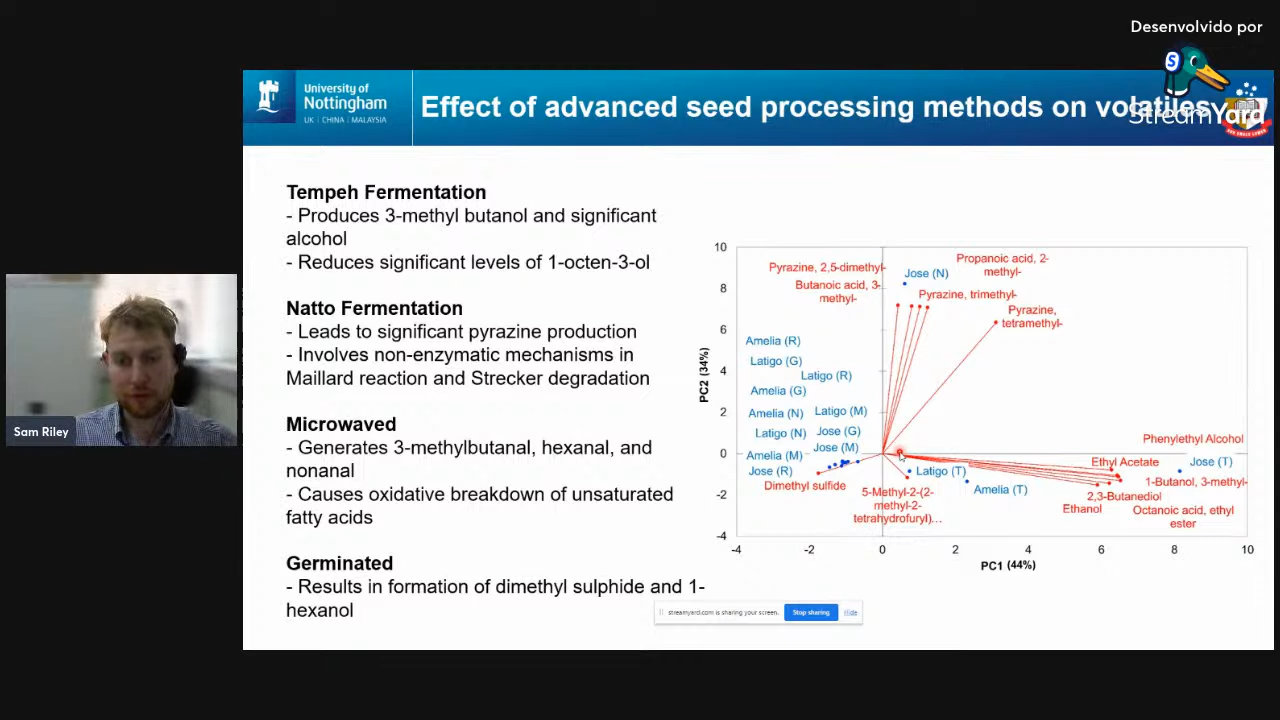 Desenvolvido por
StreamYard
University of
Nottingham
UK | CHINA | MALAYSIA
Effect of advanced seed processing methods on volatiles
Tempeh Fermentation
- Produces 3-methyl butanol and significant
alcohol
- Reduces significant levels of 1-octen-3-ol
Natto Fermentation
- Leads to significant pyrazine production
- Involves non-enzymatic mechanisms in
Maillard reaction and Strecker degradation
Microwaved
- Generates 3-methylbutanal, hexanal, and
nonanal
- Causes oxidative breakdown of unsaturated
fatty acids
Germinated
- Results in formation of dimethyl sulphide and 1-
hexanol
Sam Riley
PC2 (34%)
10
8
6
4
2
0
-2
-4
Pyrazine, 2,5-dimethyl-
Butanoic acid, 3-
methyl-
Jose (N)
Propanoic acid, 2-
methyl-
Pyrazine, trimethyl-
Pyrazine,
tetramethyl-
Amelia (R)
Latigo (G)
Latigo (R)
Amelia (G)
Amelia (N)
Latigo (M)
Latigo (N)
Jose (G)
Jose (M)
Amelia (M)
Jose (R)
Dimethyl sulfide
5-Methyl-2-(2-
methyl-2-
tetrahydrofuryl)...
Latigo (T)
Amelia (T)
Phenylethyl Alcohol
Ethyl Acetate
Jose (T)
1-Butanol, 3-methyl-
2,3-Butanediol
Ethanol
Octanoic acid, ethyl
ester
-4
-2
0
2
4
6
8
10
PC1 (44%)
streamyard.com is sharing your screen.
Stop sharing
Hide